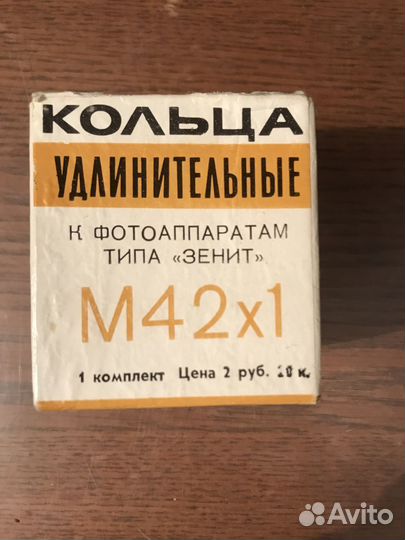 КОЛЬЦА
УДЛИНИТЕЛЬНЫЕ
К ФОТОАППАРАТАМ
ТИПА «ЗЕНИТ»
М42х1
1 комплект Цена 2 руб. к.
Avito